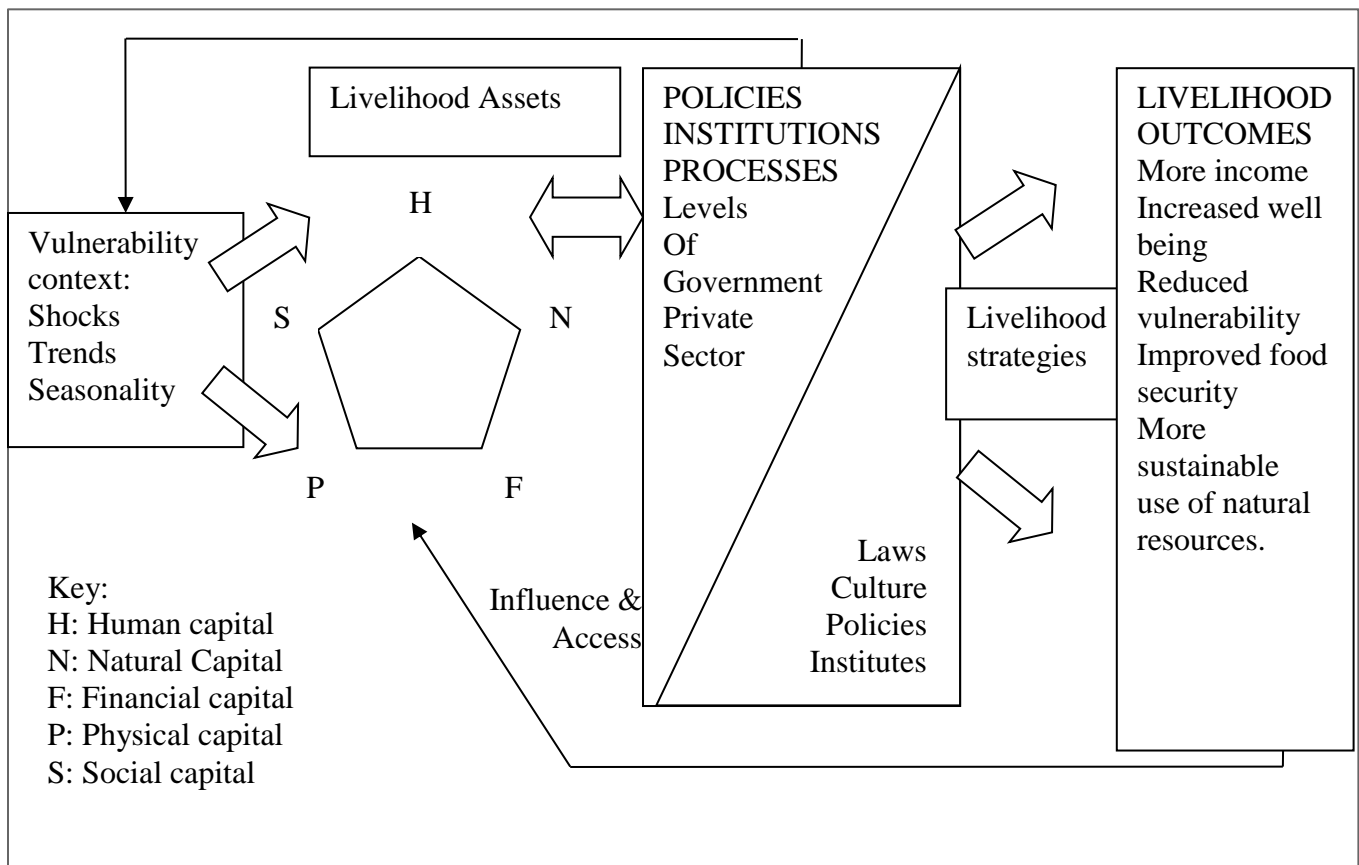 Livelihood Assets
POLICIES
INSTITUTIONS
PROCESSES
Levels
Of
Government
Private
Sector
LIVELIHOOD
OUTCOMES
More income
Increased well
being
Reduced
vulnerability
Improved food
security
More
sustainable
use of natural
resources.
H
Vulnerability
context:
Shocks
Trends
Seasonality
S
N
P
F
Livelihood
strategies
Laws
Culture
Policies
Institutes
Influence &
Access
Key:
H: Human capital
N: Natural Capital
F: Financial capital
P: Physical capital
S: Social capital